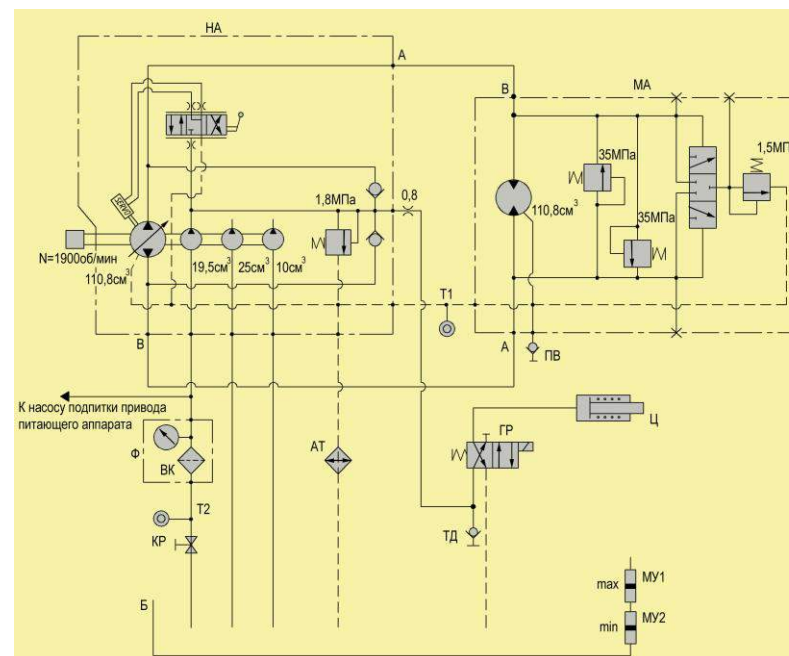 НА
А
В
МА
SERVO
1,8МПа
0,8
35МПа
35МПа
1,5МП
N=1900об/мин
110,8см³
19,5см³
25см³
10см³
110,8см³
Т1
В
А
ПВ
К насосу подпитки привода
питающего аппарата
Ф
ВК
АТ
ГР
Ц
Т2
КР
ТД
Б
max
МУ1
min
МУ2